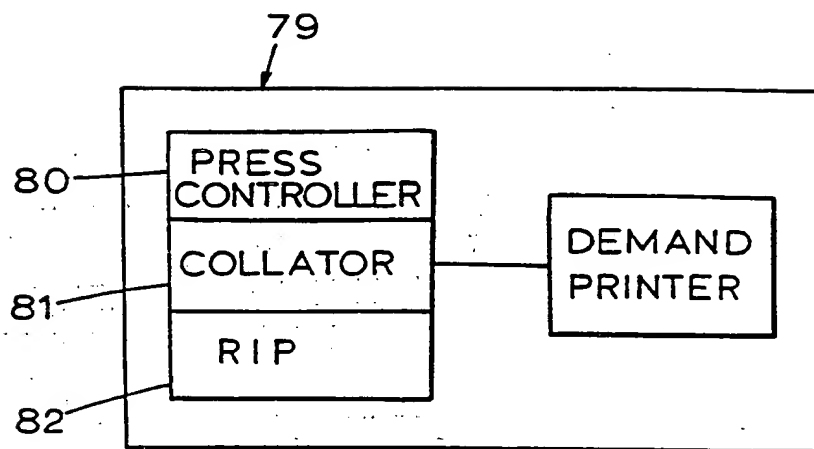 79
80
PRESS
CONTROLLER
81
COLLATOR
82
RIP
DEMAND
PRINTER